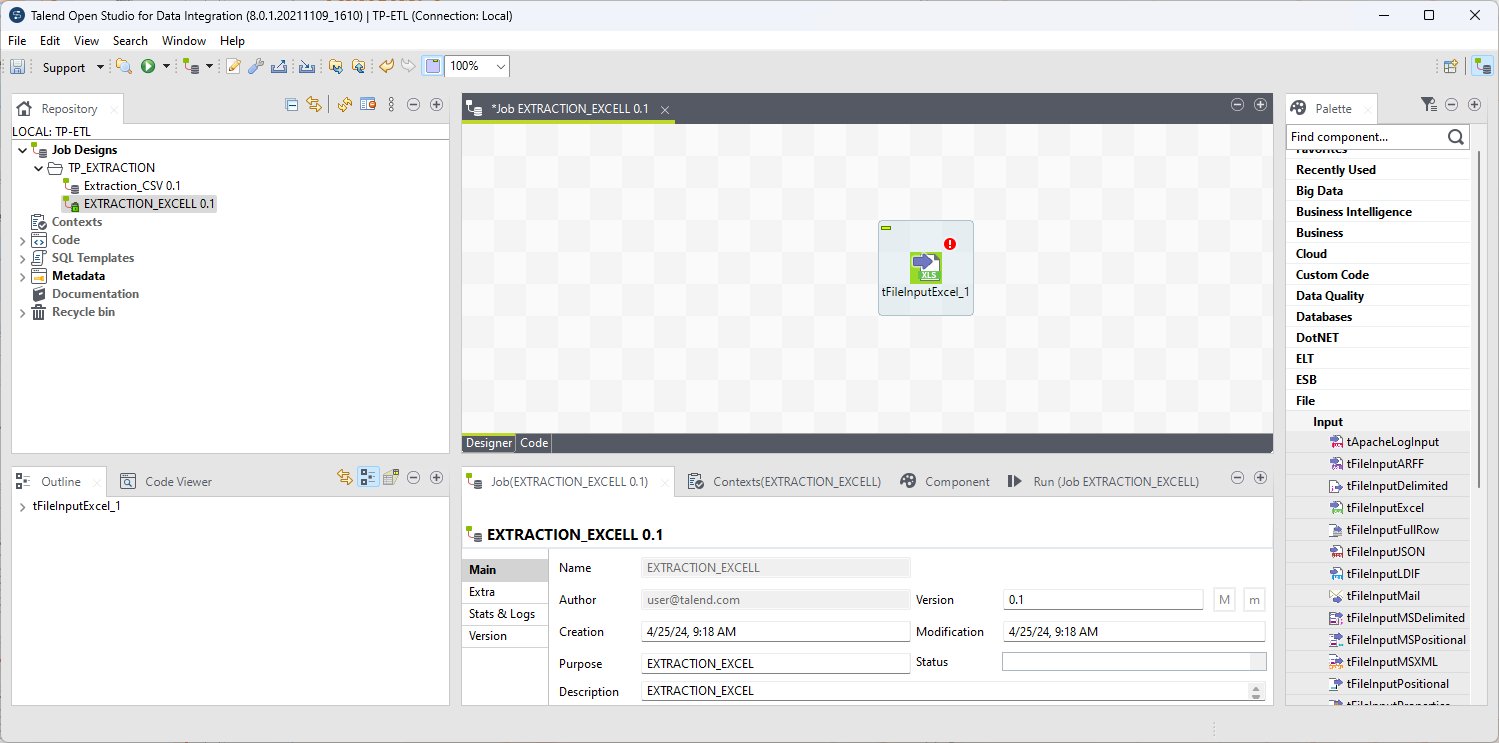 Talend Open Studio for Data Integration (8.0.1.20211109_1610) | TP-ETL (Connection: Local)
File Edit View Search Window Help
Support 100%
Repository
LOCAL: TP-ETL
Job Designs
TP_EXTRACTION
Extraction_CSV 0.1
EXTRACTION_EXCELL 0.1
Contexts
Code
SQL Templates
Metadata
Documentation
Recycle bin
*Job EXTRACTION_EXCELL 0.1
XLS
tFileInputExcel_1
Designer Code
Palette
Find component...
Favorites
Recently Used
Big Data
Business Intelligence
Business
Cloud
Custom Code
Data Quality
Databases
DotNET
ELT
ESB
File
Input
tApacheLogInput
tFileInputARFF
tFileInputDelimited
tFileInputExcel
tFileInputFullRow
tFileInputJSON
tFileInputLDIF
tFileInputMail
tFileInputMSDelimited
tFileInputMSPositional
tFileInputMSXML
tFileInputPositional
tFileInputProperties
Outline Code Viewer
tFileInputExcel_1
Job(EXTRACTION_EXCELL 0.1) Contexts(EXTRACTION_EXCELL) Component Run (Job EXTRACTION_EXCELL)
EXTRACTION_EXCELL 0.1
Main
Extra
Stats & Logs
Version
Name EXTRACTION_EXCELL
Author user@talend.com Version 0.1 M m
Creation 4/25/24, 9:18 AM Modification 4/25/24, 9:18 AM
Purpose EXTRACTION_EXCEL Status
Description EXTRACTION_EXCEL